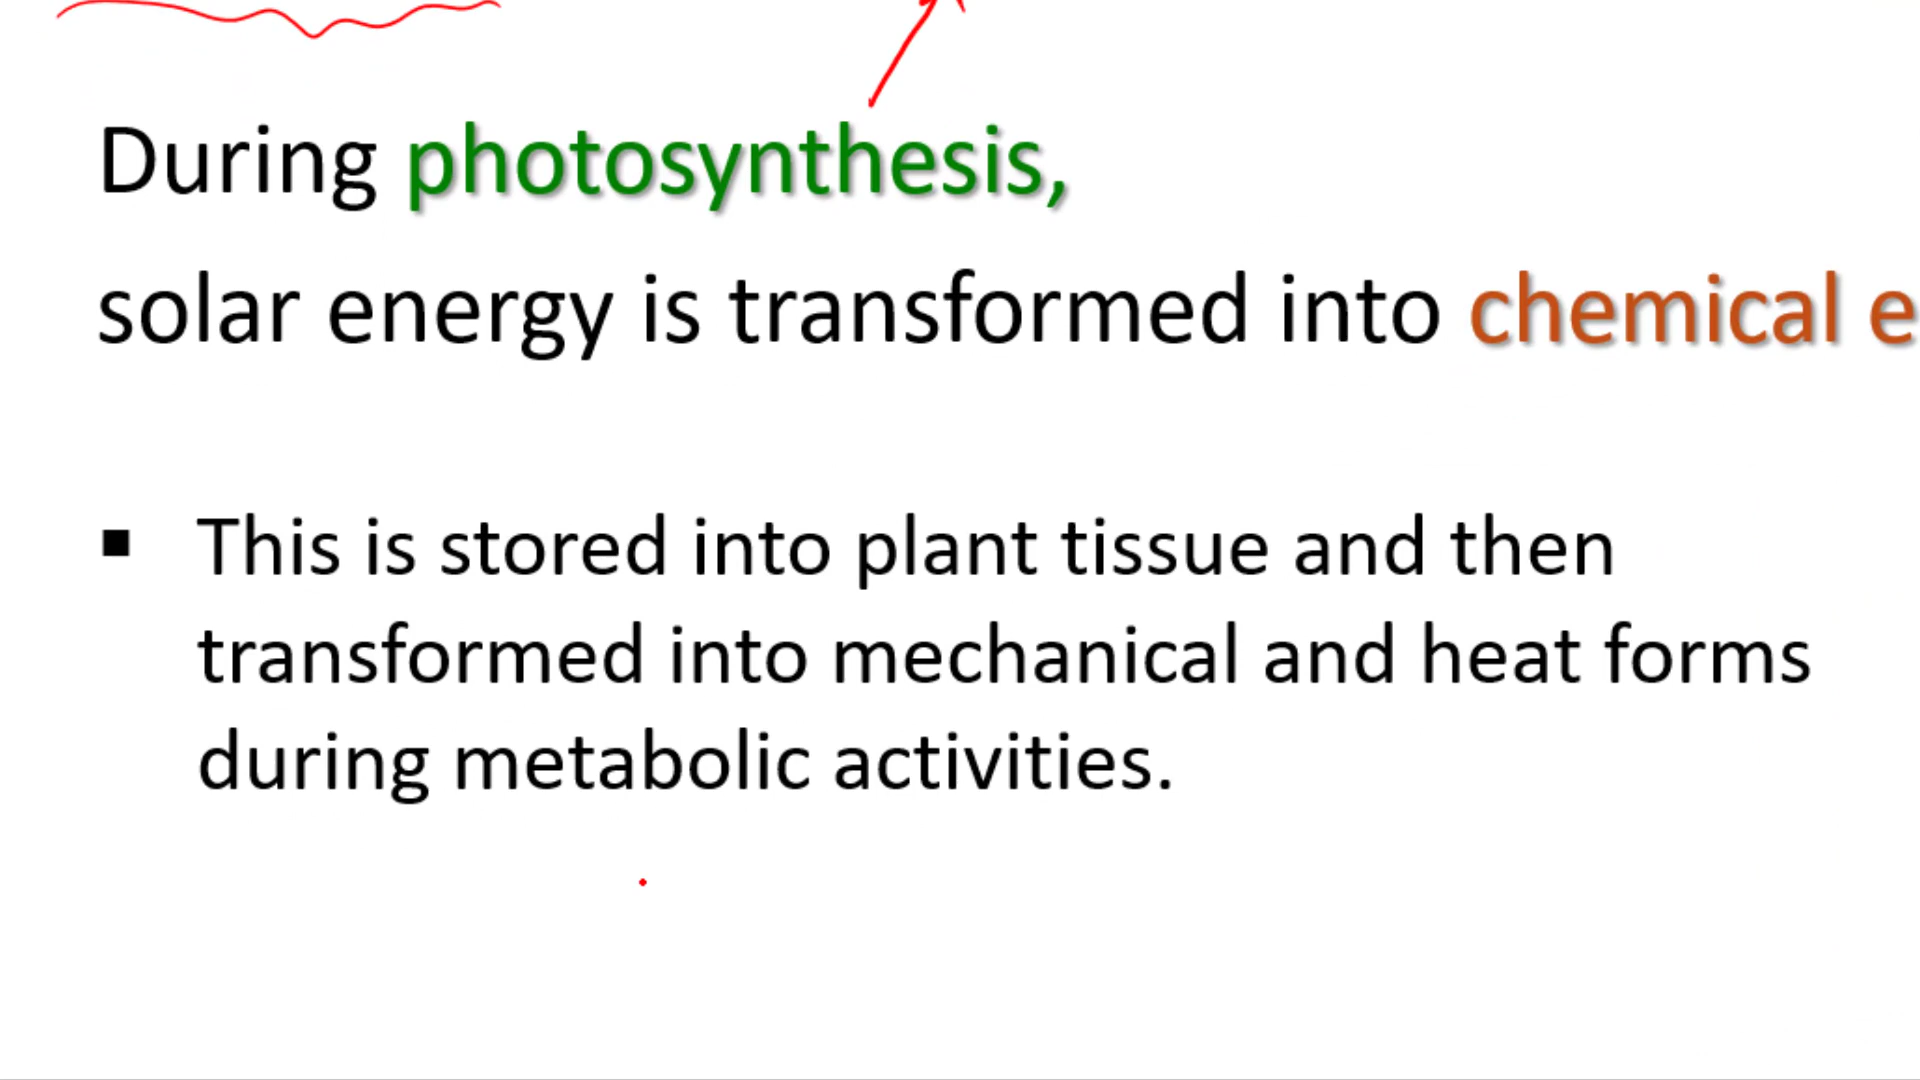 During photosynthesis,
solar energy is transformed into chemical e
▪ This is stored into plant tissue and then
transformed into mechanical and heat forms
during metabolic activities.